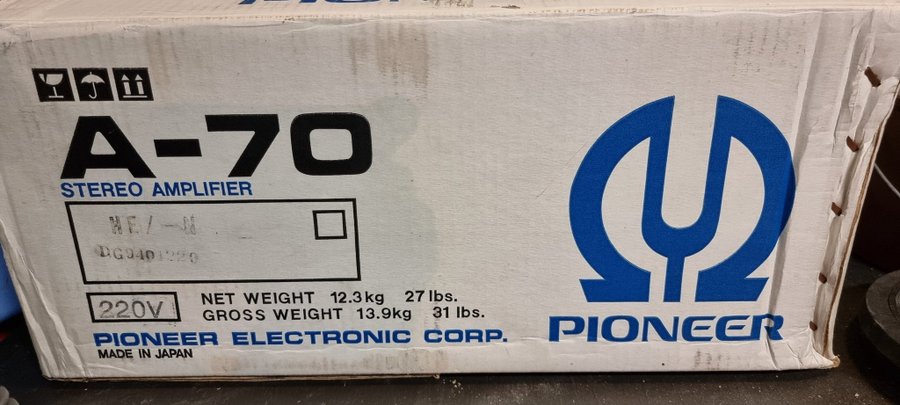 PIONEER
A-70
STEREO AMPLIFIER
220V
NET WEIGHT 12.3kg 27 lbs.
GROSS WEIGHT 13.9kg 31 lbs.
PIONEER ELECTRONIC CORP.
MADE IN JAPAN
PIONEER